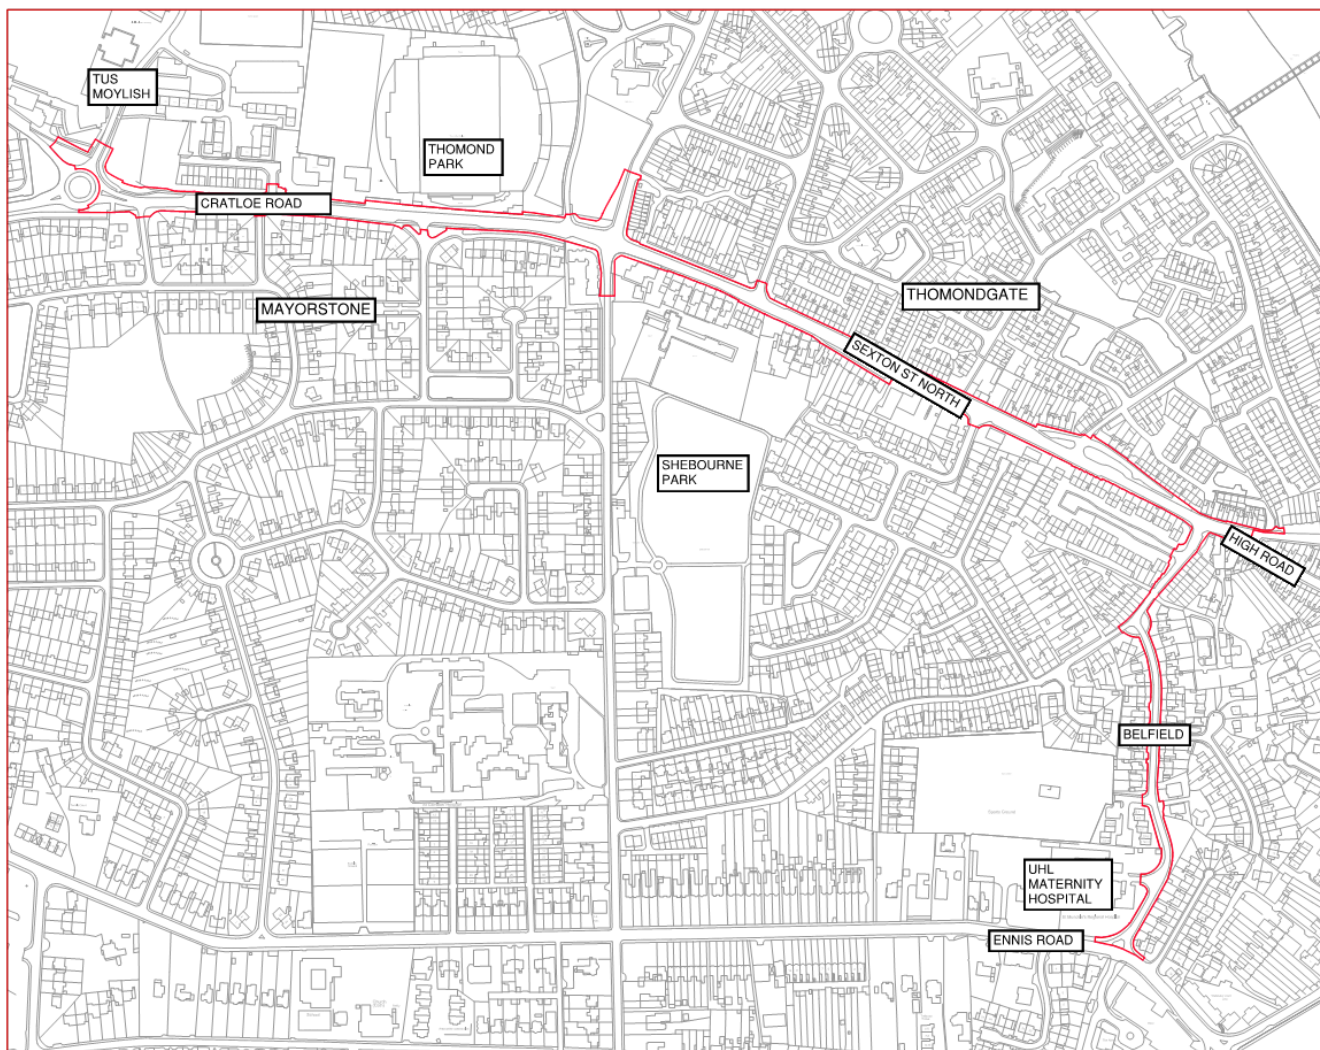 TUS
MOYLISH
THOMOND
PARK
CRATLOE ROAD
MAYORSTONE
THOMONDGATE
SEXTON ST NORTH
SHEBOURNE
PARK
HIGH ROAD
BELFIELD
UHL
MATERNITY
HOSPITAL
ENNIS ROAD